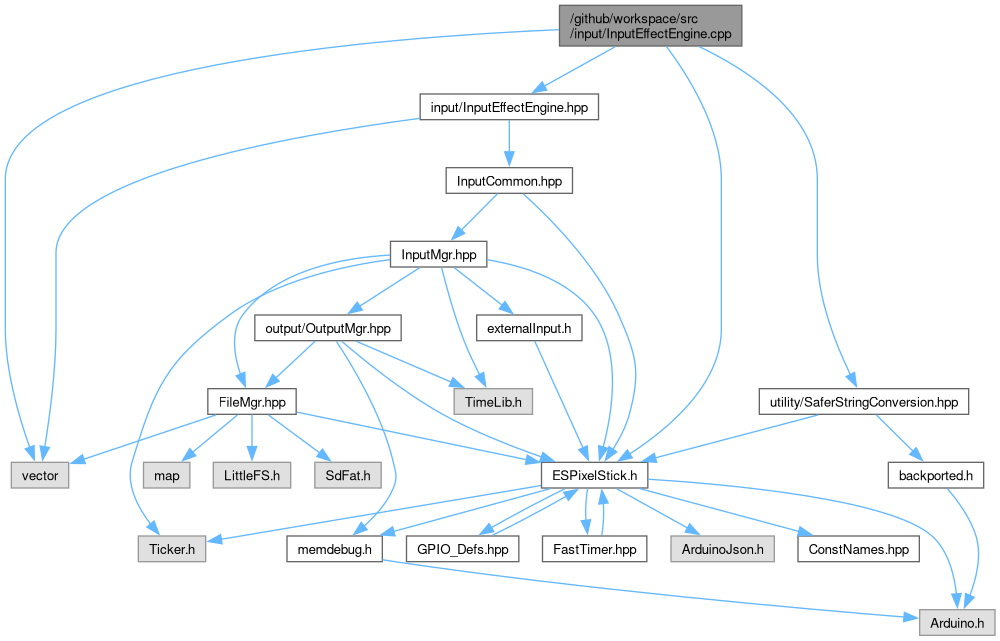 /github/workspace/src
/input/InputEffectEngine.cpp
input/InputEffectEngine.hpp
InputCommon.hpp
InputMgr.hpp
output/OutputMgr.hpp
externalInput.h
FileMgr.hpp
TimeLib.h
utility/SaferStringConversion.hpp
vector
map
LittleFS.h
SdFat.h
ESPixelStick.h
backported.h
Ticker.h
memdebug.h
GPIO_Defs.hpp
FastTimer.hpp
ArduinoJson.h
ConstNames.hpp
Arduino.h